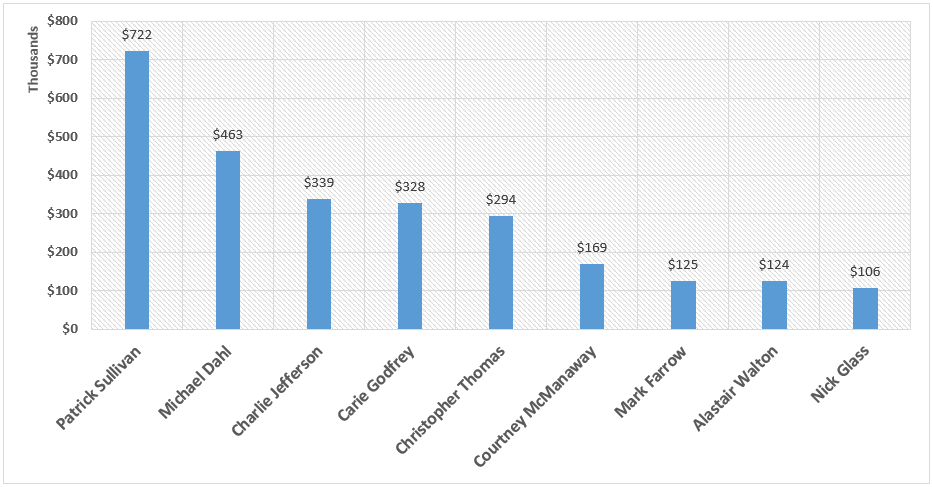 Thousands
$800
$700
$600
$500
$400
$300
$200
$100
$0
$722
$463
$339
$328
$294
$169
$125
$124
$106
Patrick Sullivan
Michael Dahl
Charlie Jefferson
Carie Godfrey
Christopher Thomas
Courtney McManaway
Mark Farrow
Alastair Walton
Nick Glass